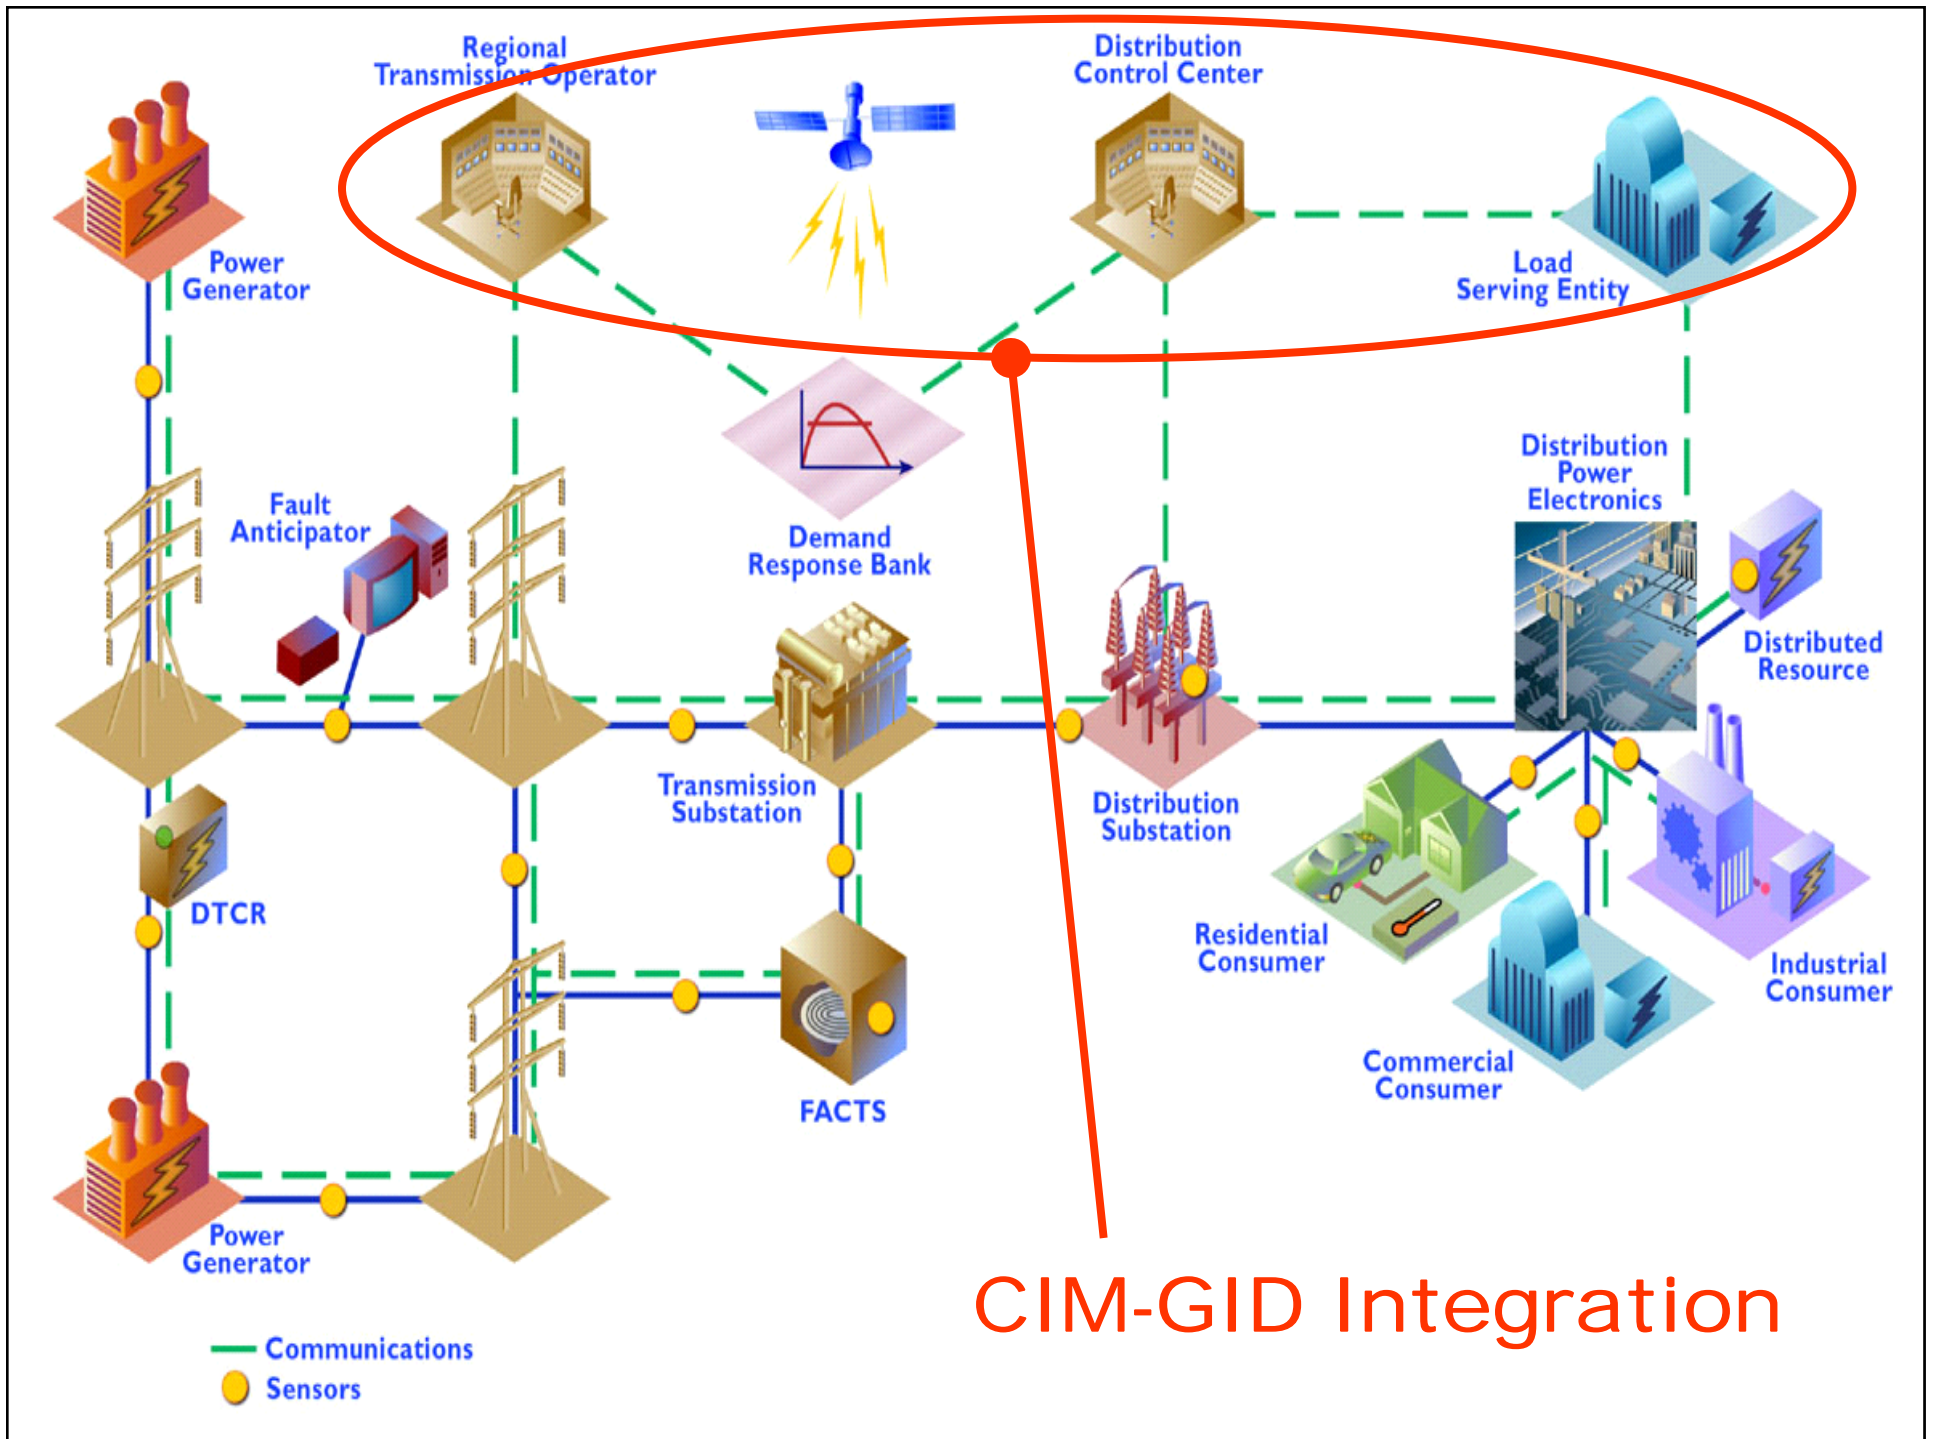 Regional
Transmission Operator
Distribution
Control Center
Power
Generator
Load
Serving Entity
Fault
Anticipator
Demand
Response Bank
Distribution
Power
Electronics
Distributed
Resource
Transmission
Substation
Distribution
Substation
DTCR
Residential
Consumer
Industrial
Consumer
Commercial
Consumer
FACTS
Power
Generator
CIM-GID Integration
Communications
Sensors